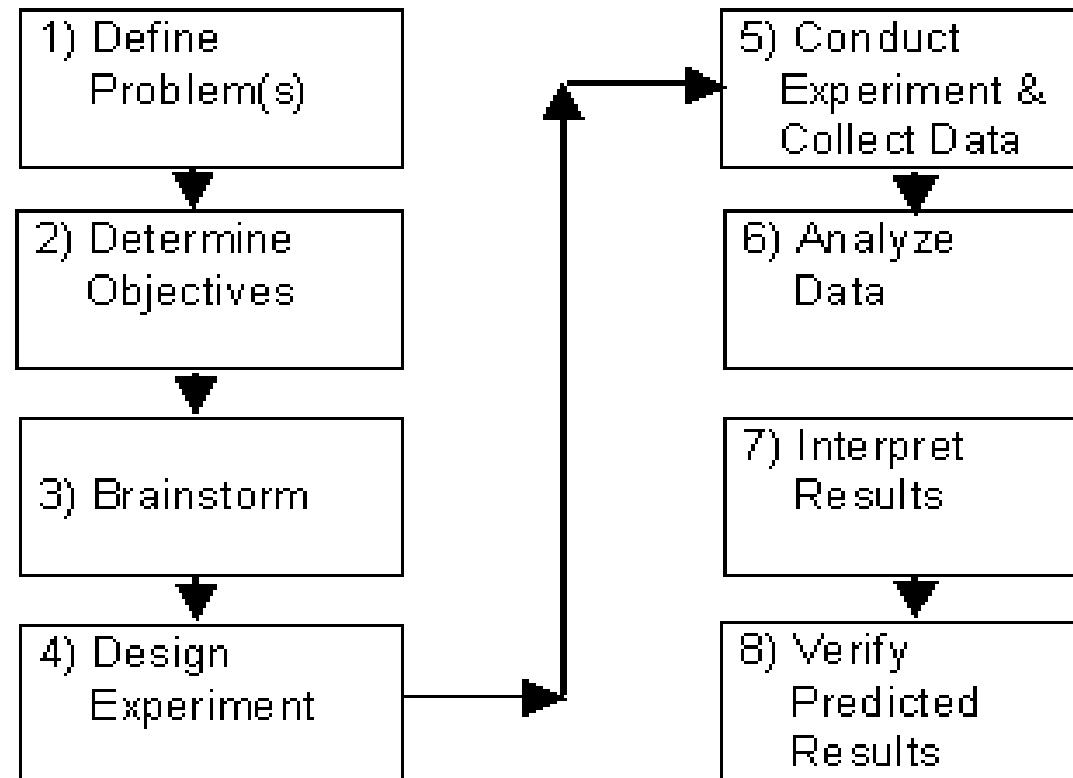 1) Define
Problem(s)
2) Determine
Objectives
3) Brainstorm
4) Design
Experiment
5) Conduct
Experiment &
Collect Data
6) Analyze
Data
7) Interpret
Results
8) Verify
Predicted
Results